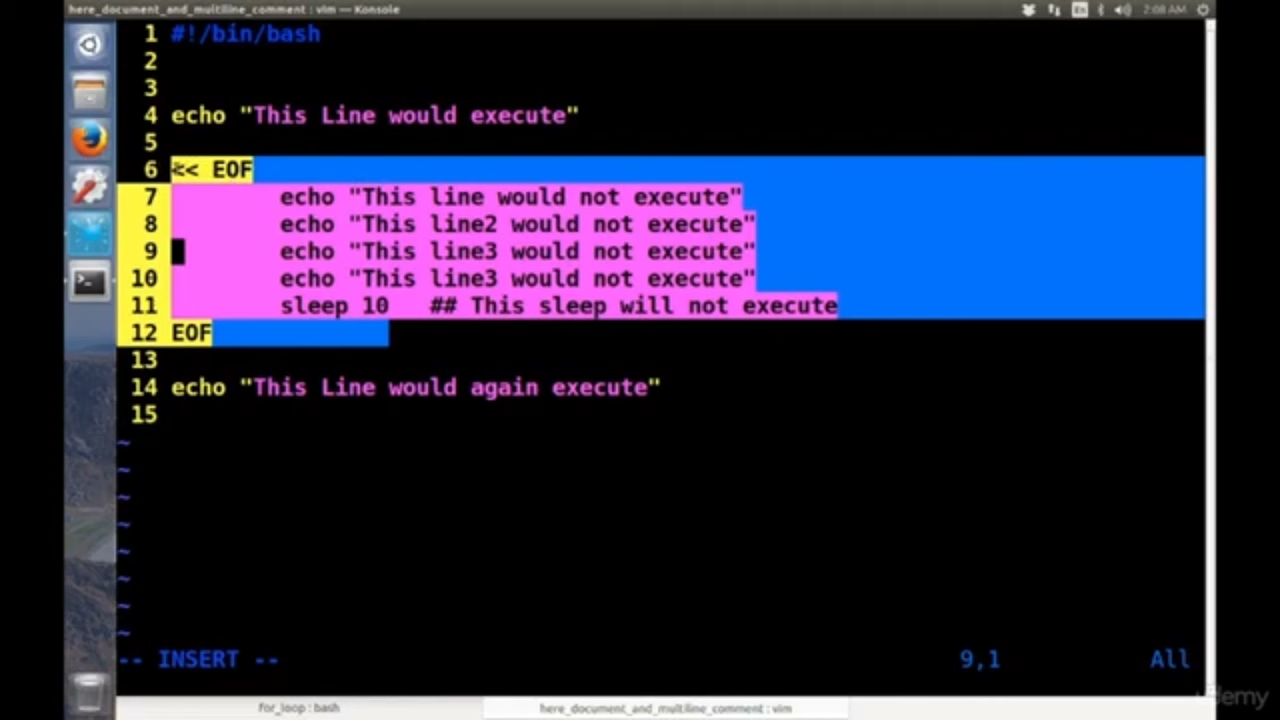 here_document_and_multiline_comment : vim — Konsole
En
2:08 AM
1 #!/bin/bash
2
3
4 echo "This Line would execute"
5
6 << EOF
7 echo "This line would not execute"
8 echo "This line2 would not execute"
9 echo "This line3 would not execute"
10 echo "This line3 would not execute"
11 sleep 10 ## This sleep will not execute
12 EOF
13
14 echo "This Line would again execute"
15
~
~
~
~
~
~
~
~
-- INSERT -- 9,1 All
for_loop : bash
here_document_and_multiline_comment : vim
udemy